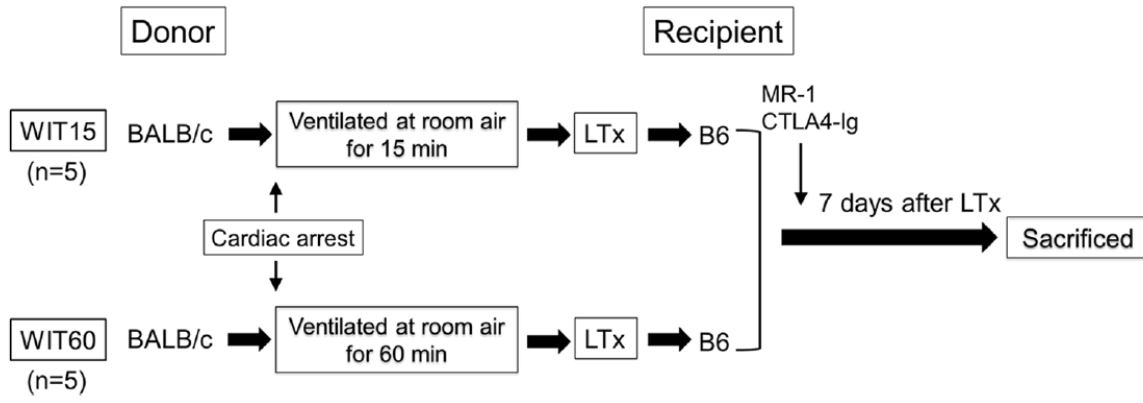 Donor
Recipient
WIT15
(n=5)
BALB/c
Ventilated at room air
for 15 min
LTx
B6
MR-1
CTLA4-Ig
7 days after LTx
Sacrificed
Cardiac arrest
WIT60
(n=5)
BALB/c
Ventilated at room air
for 60 min
LTx
B6